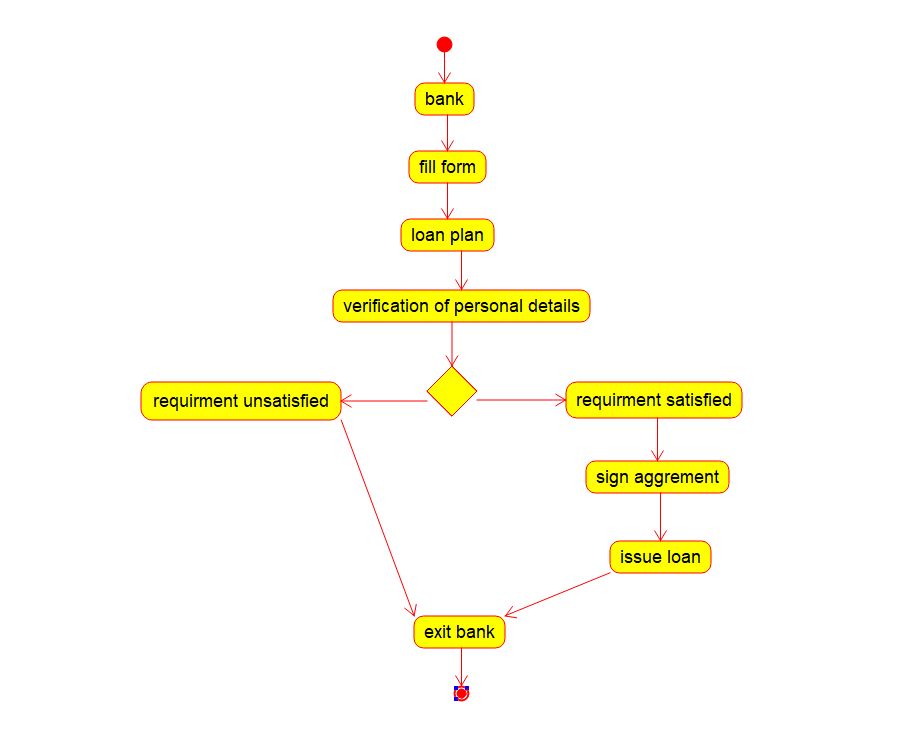 bank
fill form
loan plan
verification of personal details
requirment unsatisfied
requirment satisfied
sign aggrement
issue loan
exit bank